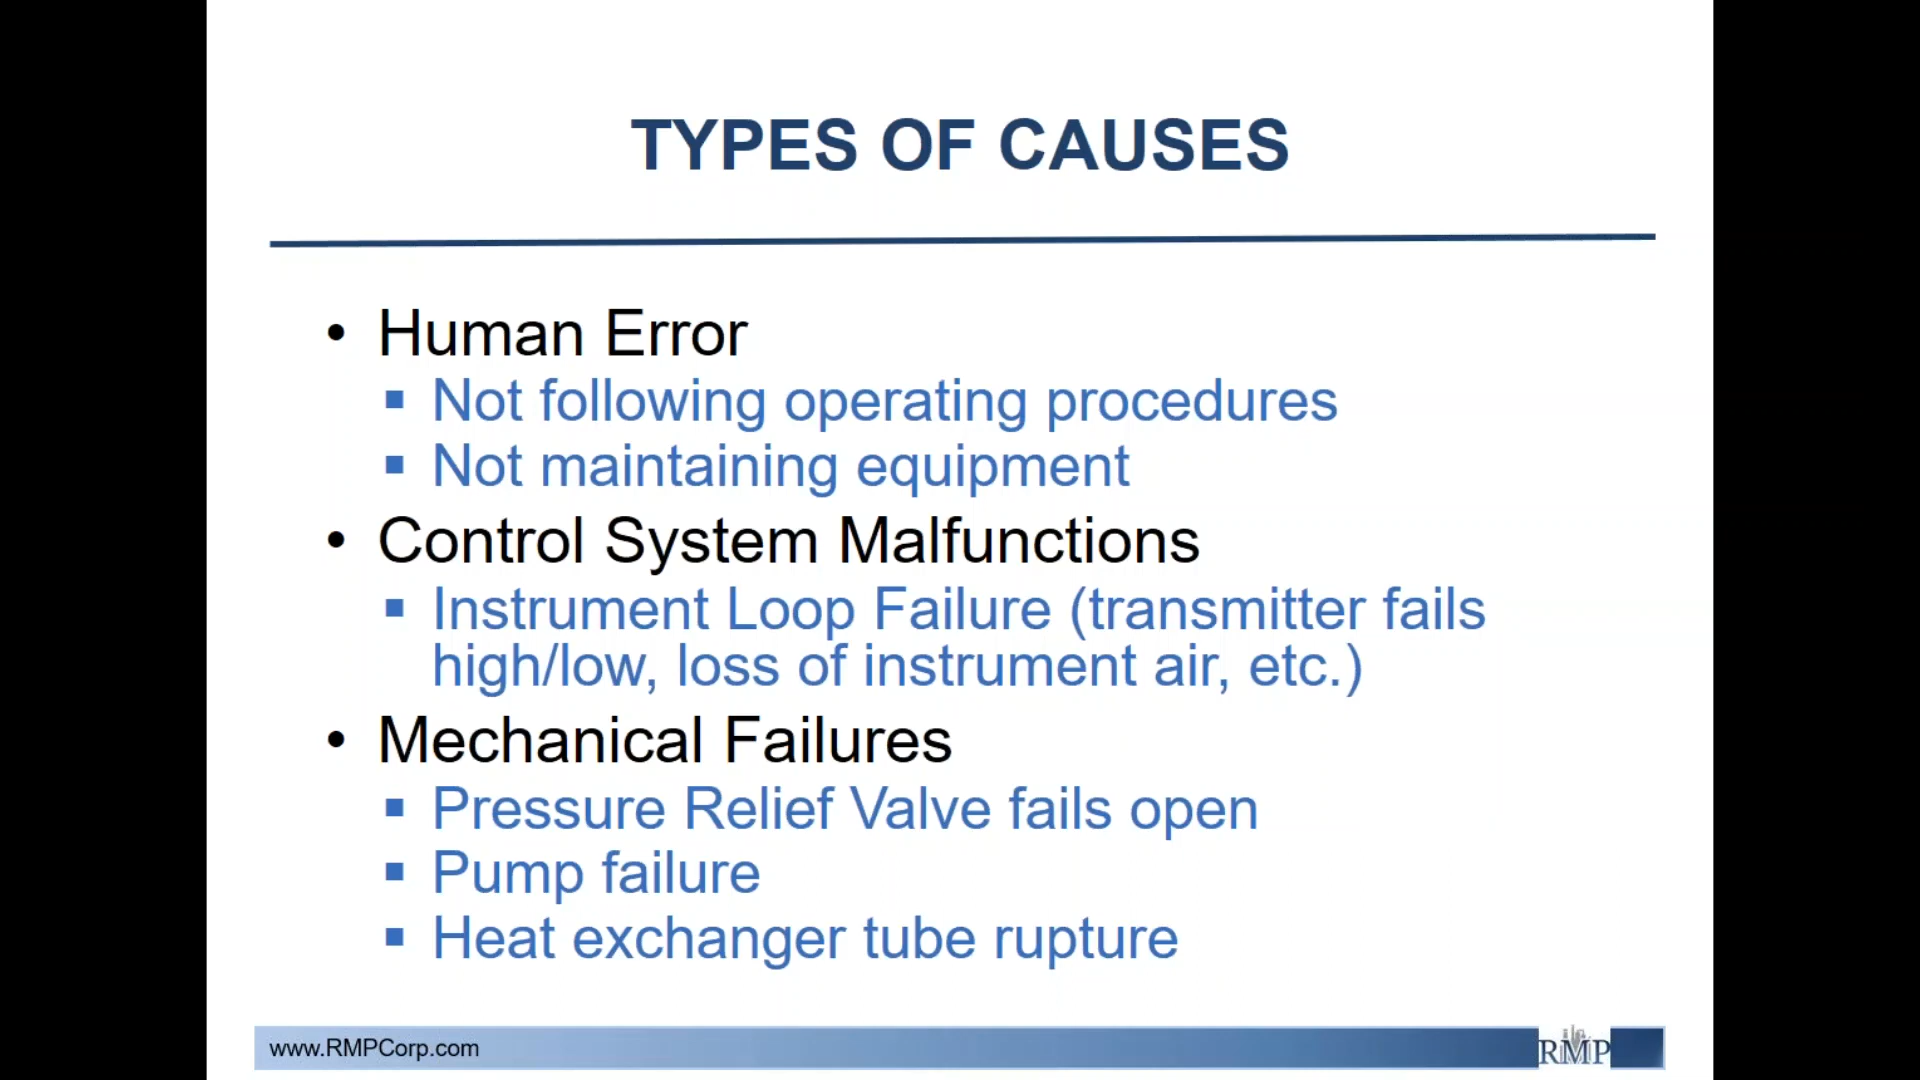 TYPES OF CAUSES
• Human Error
▪ Not following operating procedures
▪ Not maintaining equipment
• Control System Malfunctions
▪ Instrument Loop Failure (transmitter fails
high/low, loss of instrument air, etc.)
• Mechanical Failures
▪ Pressure Relief Valve fails open
▪ Pump failure
▪ Heat exchanger tube rupture
www.RMPCorp.com
RMP